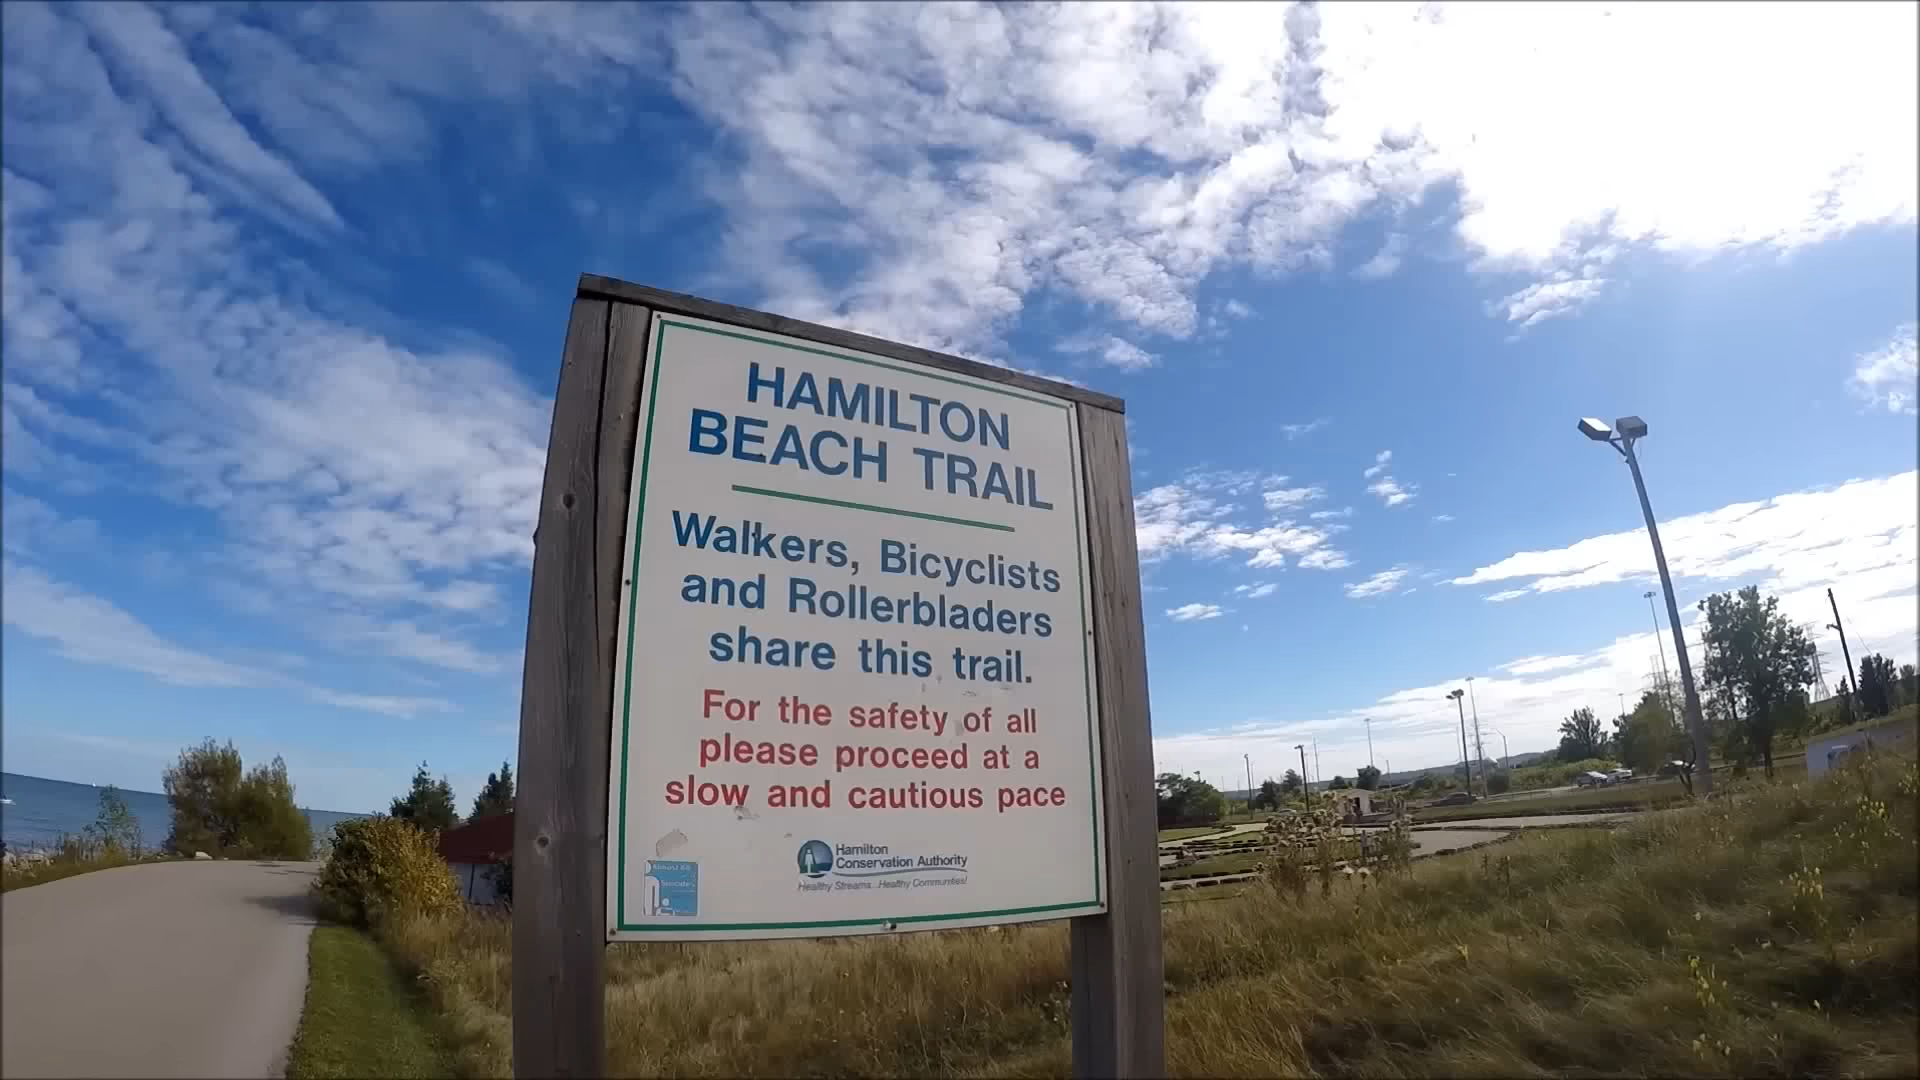 HAMILTON
BEACH TRAIL
Walkers, Bicyclists
and Rollerbladers
share this trail.
For the safety of all
please proceed at a
slow and cautious pace
Hamilton
Conservation Authority
Healthy Streams...Healthy Communities!